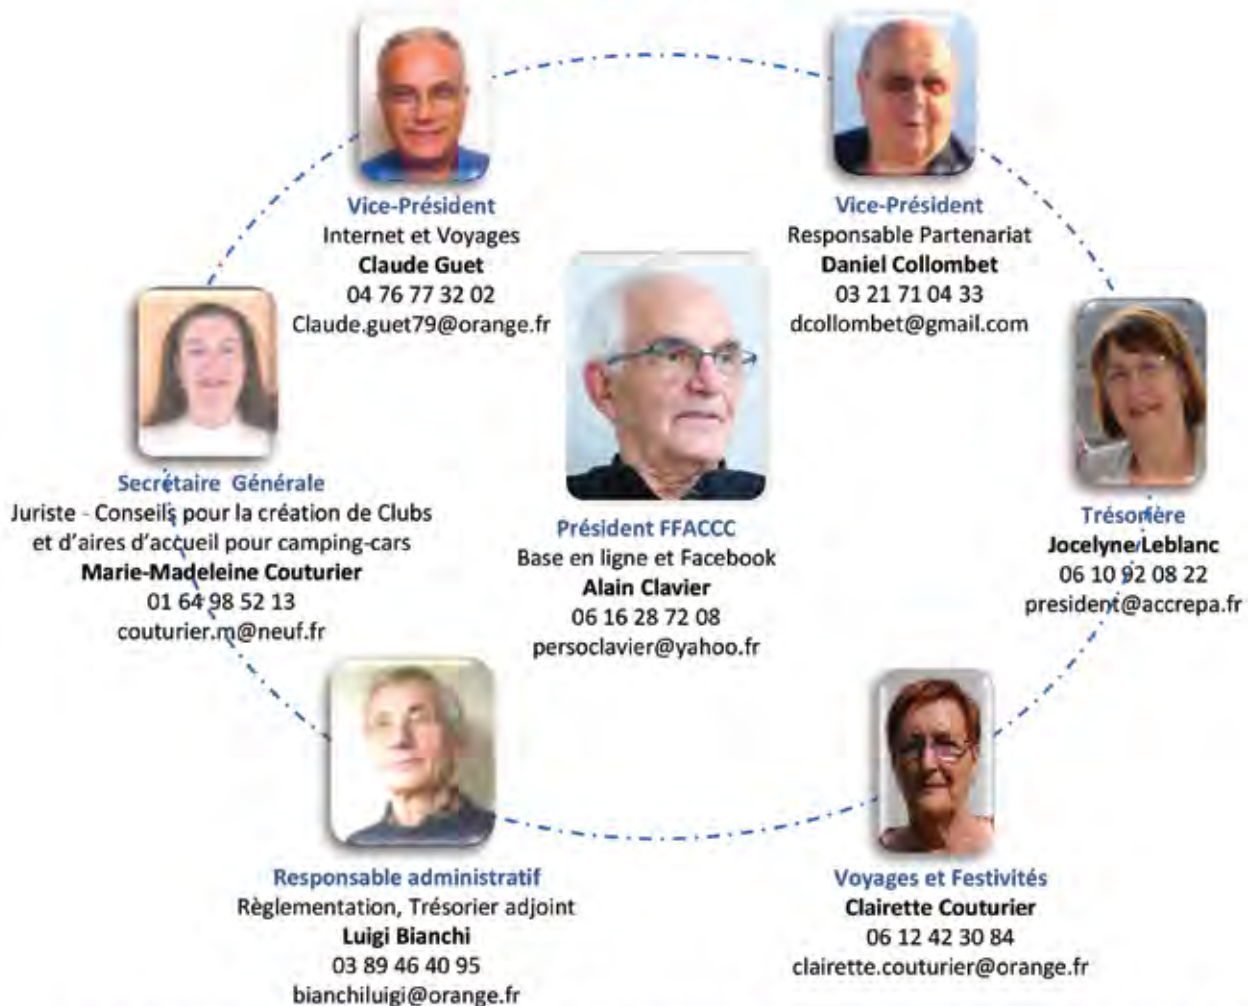 Vice-Président
Internet et Voyages
Claude Guet
04 76 77 32 02
Claude.guet79@orange.fr
Vice-Président
Responsable Partenariat
Daniel Collombet
03 21 71 04 33
dcollombet@gmail.com
Secrétaire Générale
Juriste - Conseils pour la création de Clubs
et d'aires d'accueil pour camping-cars
Marie-Madeleine Couturier
01 64 98 52 13
couturier.m@neuf.fr
Président FFACCC
Base en ligne et Facebook
Alain Clavier
06 16 28 72 08
persoclavier@yahoo.fr
Trésorière
Jocelyne Leblanc
06 10 92 08 22
president@accrepa.fr
Responsable administratif
Règlementation, Trésorier adjoint
Luigi Bianchi
03 89 46 40 95
bianchiluigi@orange.fr
Voyages et Festivités
Clairette Couturier
06 12 42 30 84
clairette.couturier@orange.fr